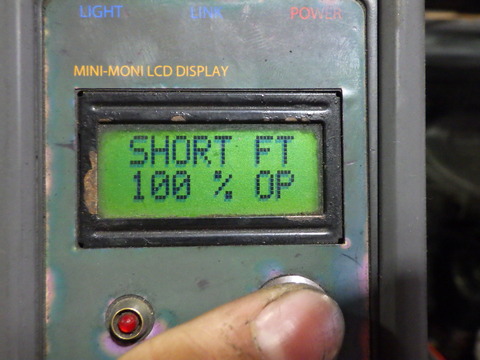 LIGHT LINK POWER
MINI-MONI LCD DISPLAY
SHORT FT
100 % OP